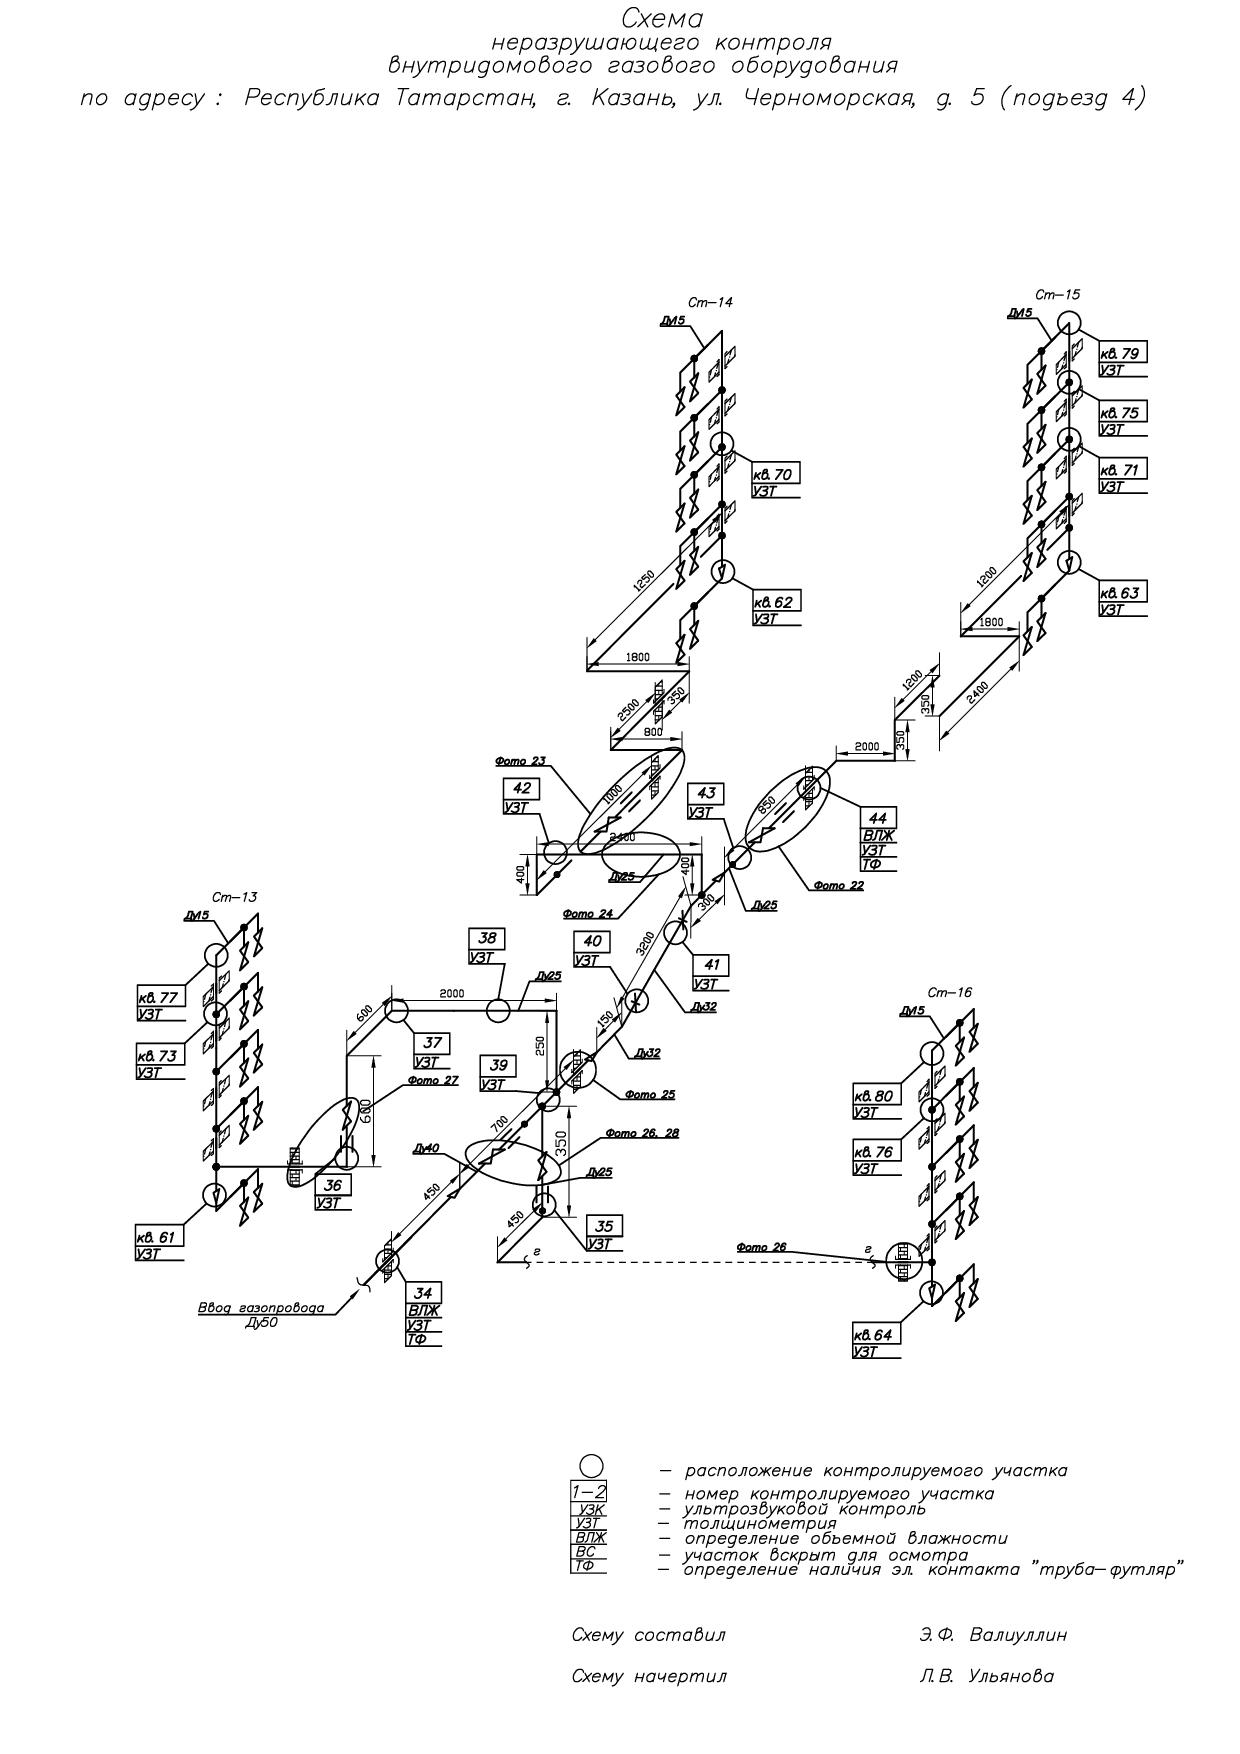 Схема
неразрушающего контроля
внутридомового газового оборудования
по адресу : Республика Татарстан, г. Казань, ул. Черноморская, д. 5 (подъезд 4)
Ст-14
Ду15
кв. 70
УЗТ
кв. 62
УЗТ
1250
1800
2500
350
800
Ст-15
Ду15
кв. 79
УЗТ
кв. 75
УЗТ
кв. 71
УЗТ
кв. 63
УЗТ
1200
1800
2400
1200
350
350
2000
Фото 23
42
УЗТ
1000
2400
400
Ду25
400
Фото 24
43
УЗТ
850
44
ВЛЖ
УЗТ
ТФ
Фото 22
Ду25
300
Ст-13
Ду15
кв. 77
УЗТ
кв. 73
УЗТ
кв. 61
УЗТ
38
УЗТ
Ду25
2000
600
37
УЗТ
250
39
УЗТ
40
УЗТ
3200
41
УЗТ
Ду32
150
Ду32
Фото 25
Фото 27
600
36
УЗТ
700
Ду40
450
350
Фото 26, 28
Ду25
450
35
УЗТ
г
Фото 26
г
34
ВЛЖ
УЗТ
ТФ
Ввод газопровода
Ду50
Ст-16
Ду15
кв. 80
УЗТ
кв. 76
УЗТ
кв. 64
УЗТ
– расположение контролируемого участка
1-2 – номер контролируемого участка
УЗК – ультрозвуковой контроль
УЗТ – толщинометрия
ВЛЖ – определение объемной влажности
ВС – участок вскрыт для осмотра
ТФ – определение наличия эл. контакта "труба-футляр"
Схему составил Э.Ф. Валиуллин
Схему начертил Л.В. Ульянова